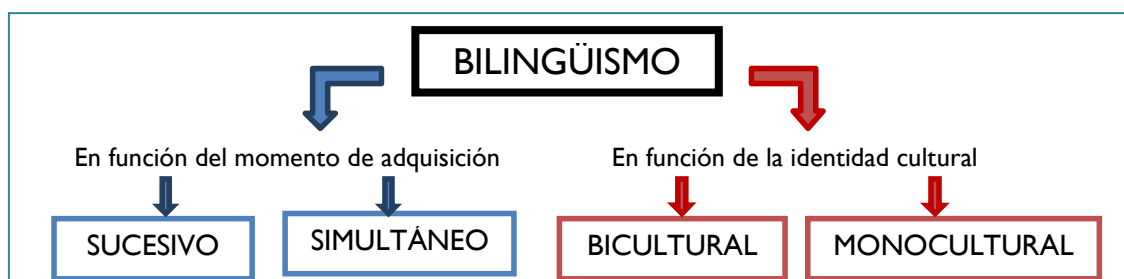 BILINGÜISMO
En función del momento de adquisición
En función de la identidad cultural
SUCESIVO
SIMULTÁNEO
BICULTURAL
MONOCULTURAL